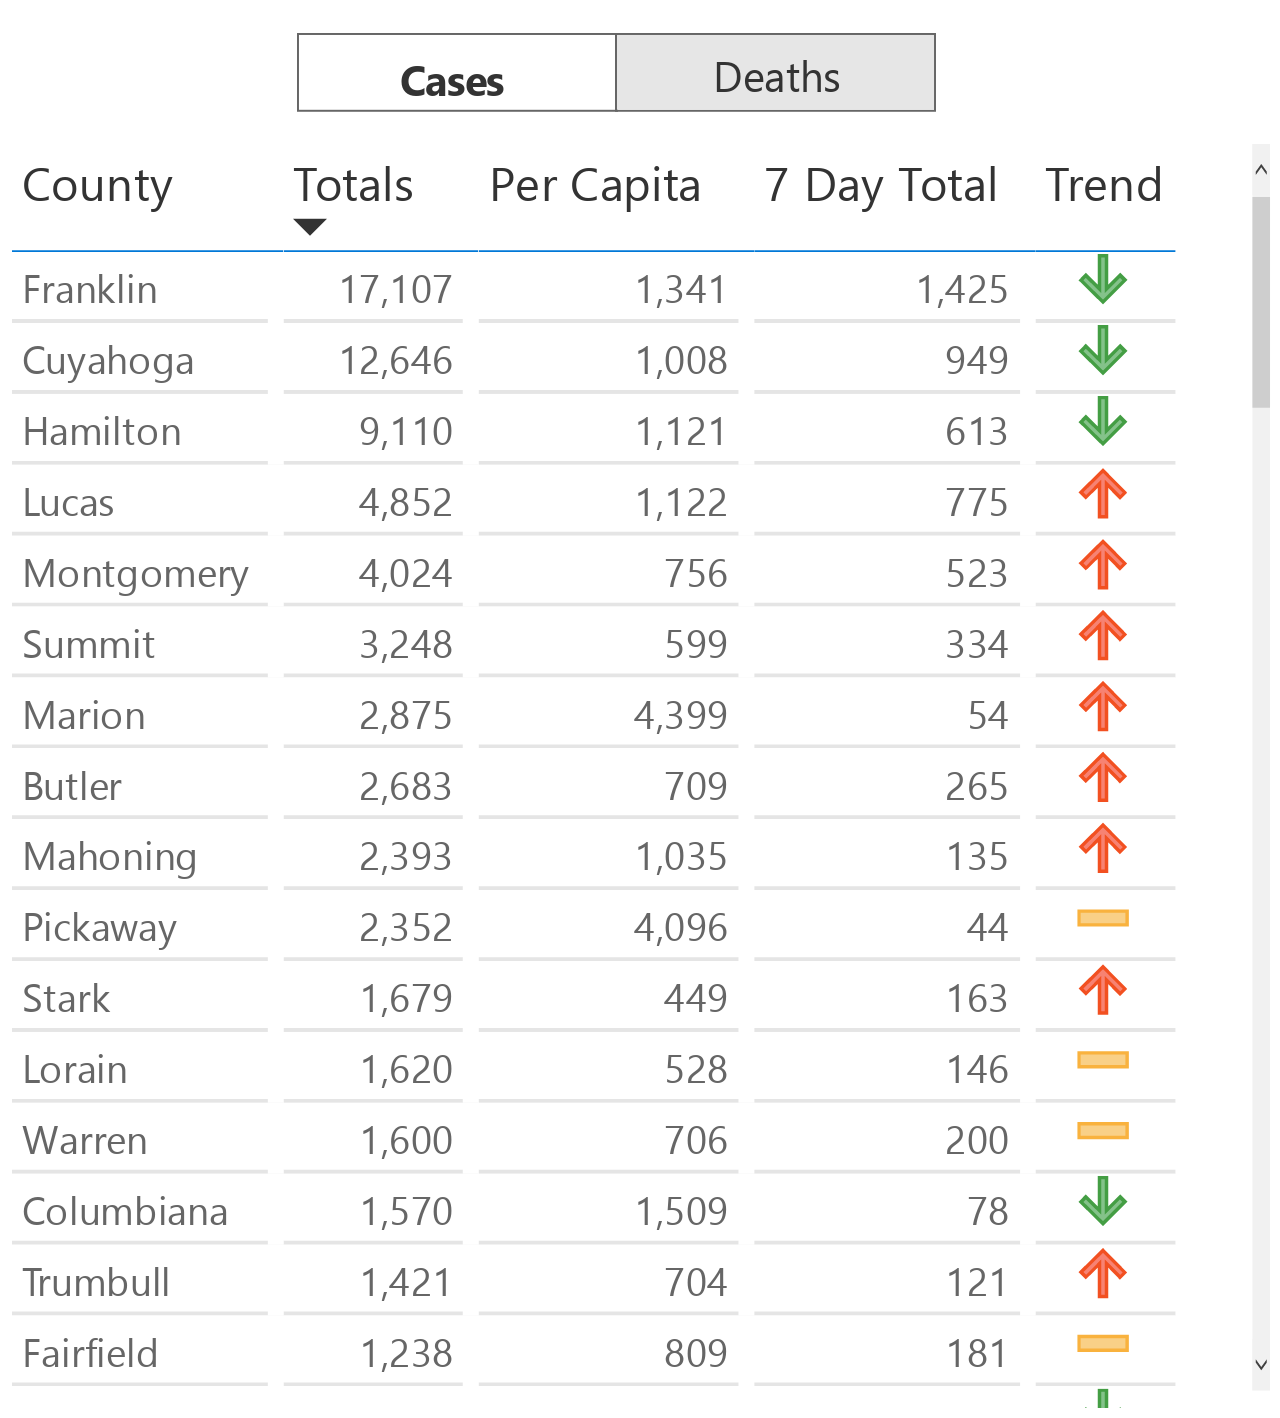 Cases Deaths
County Totals Per Capita 7 Day Total Trend
Franklin 17,107 1,341 1,425
Cuyahoga 12,646 1,008 949
Hamilton 9,110 1,121 613
Lucas 4,852 1,122 775
Montgomery 4,024 756 523
Summit 3,248 599 334
Marion 2,875 4,399 54
Butler 2,683 709 265
Mahoning 2,393 1,035 135
Pickaway 2,352 4,096 44
Stark 1,679 449 163
Lorain 1,620 528 146
Warren 1,600 706 200
Columbiana 1,570 1,509 78
Trumbull 1,421 704 121
Fairfield 1,238 809 181